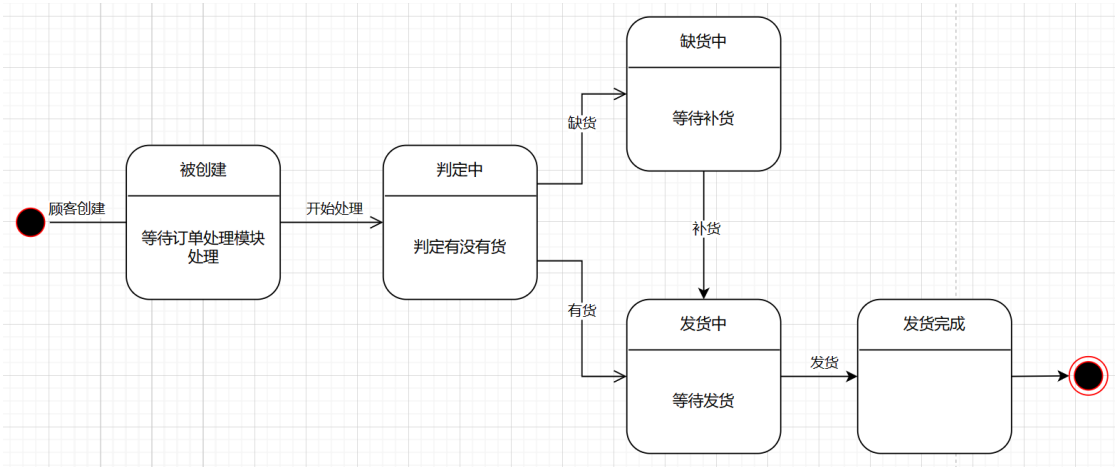 缺货中
等待补货
缺货
被创建
判定中
顾客创建
开始处理
等待订单处理模块
处理
判定有没有货
补货
有货
发货中
发货完成
发货
等待发货